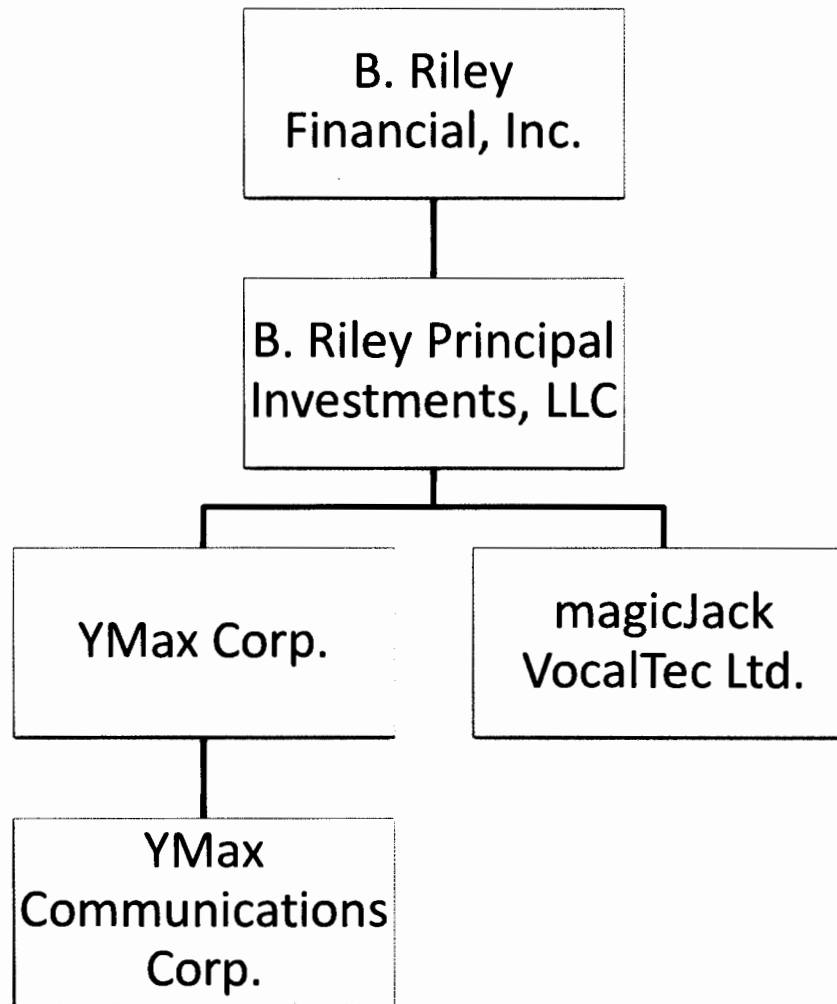 B. Riley
Financial, Inc.
B. Riley Principal
Investments, LLC
YMax Corp.
magicJack
VocalTec Ltd.
YMax
Communications
Corp.